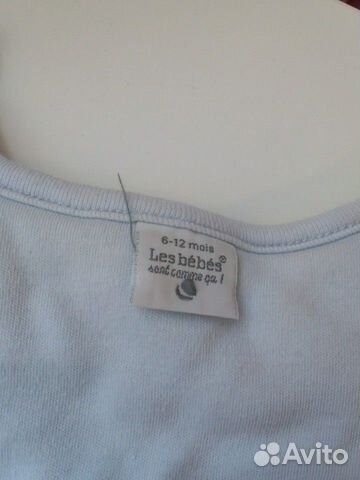 6-12 mois
Les bébés®
sont comme ça !
Avito